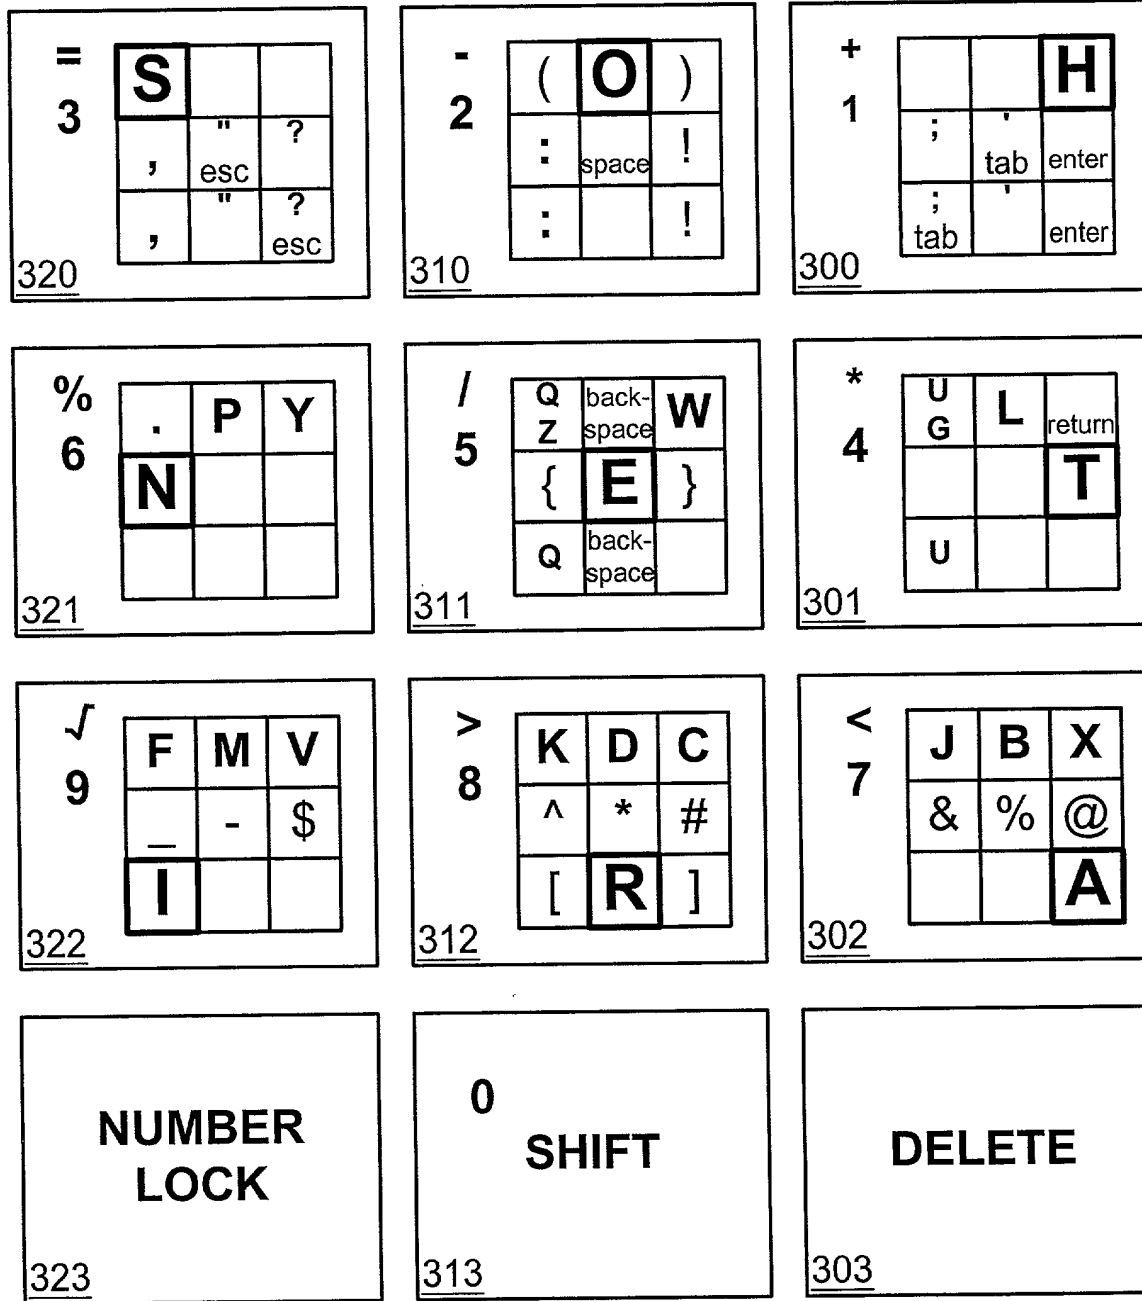 =
3
S
" ?
, esc
" ?
, esc
320
-
2
( O )
: space !
: !
310
+
1
H
; '
tab enter
; '
tab enter
300
%
6
. P Y
N
321
/
5
Q back- W
Z space
{ E }
Q back-
space
311
*
4
U L
G return
T
U
301
√
9
F M V
_ - $
I
322
>
8
K D C
^ * #
[ R ]
312
<
7
J B X
& % @
A
302
NUMBER
LOCK
323
0
SHIFT
313
DELETE
303